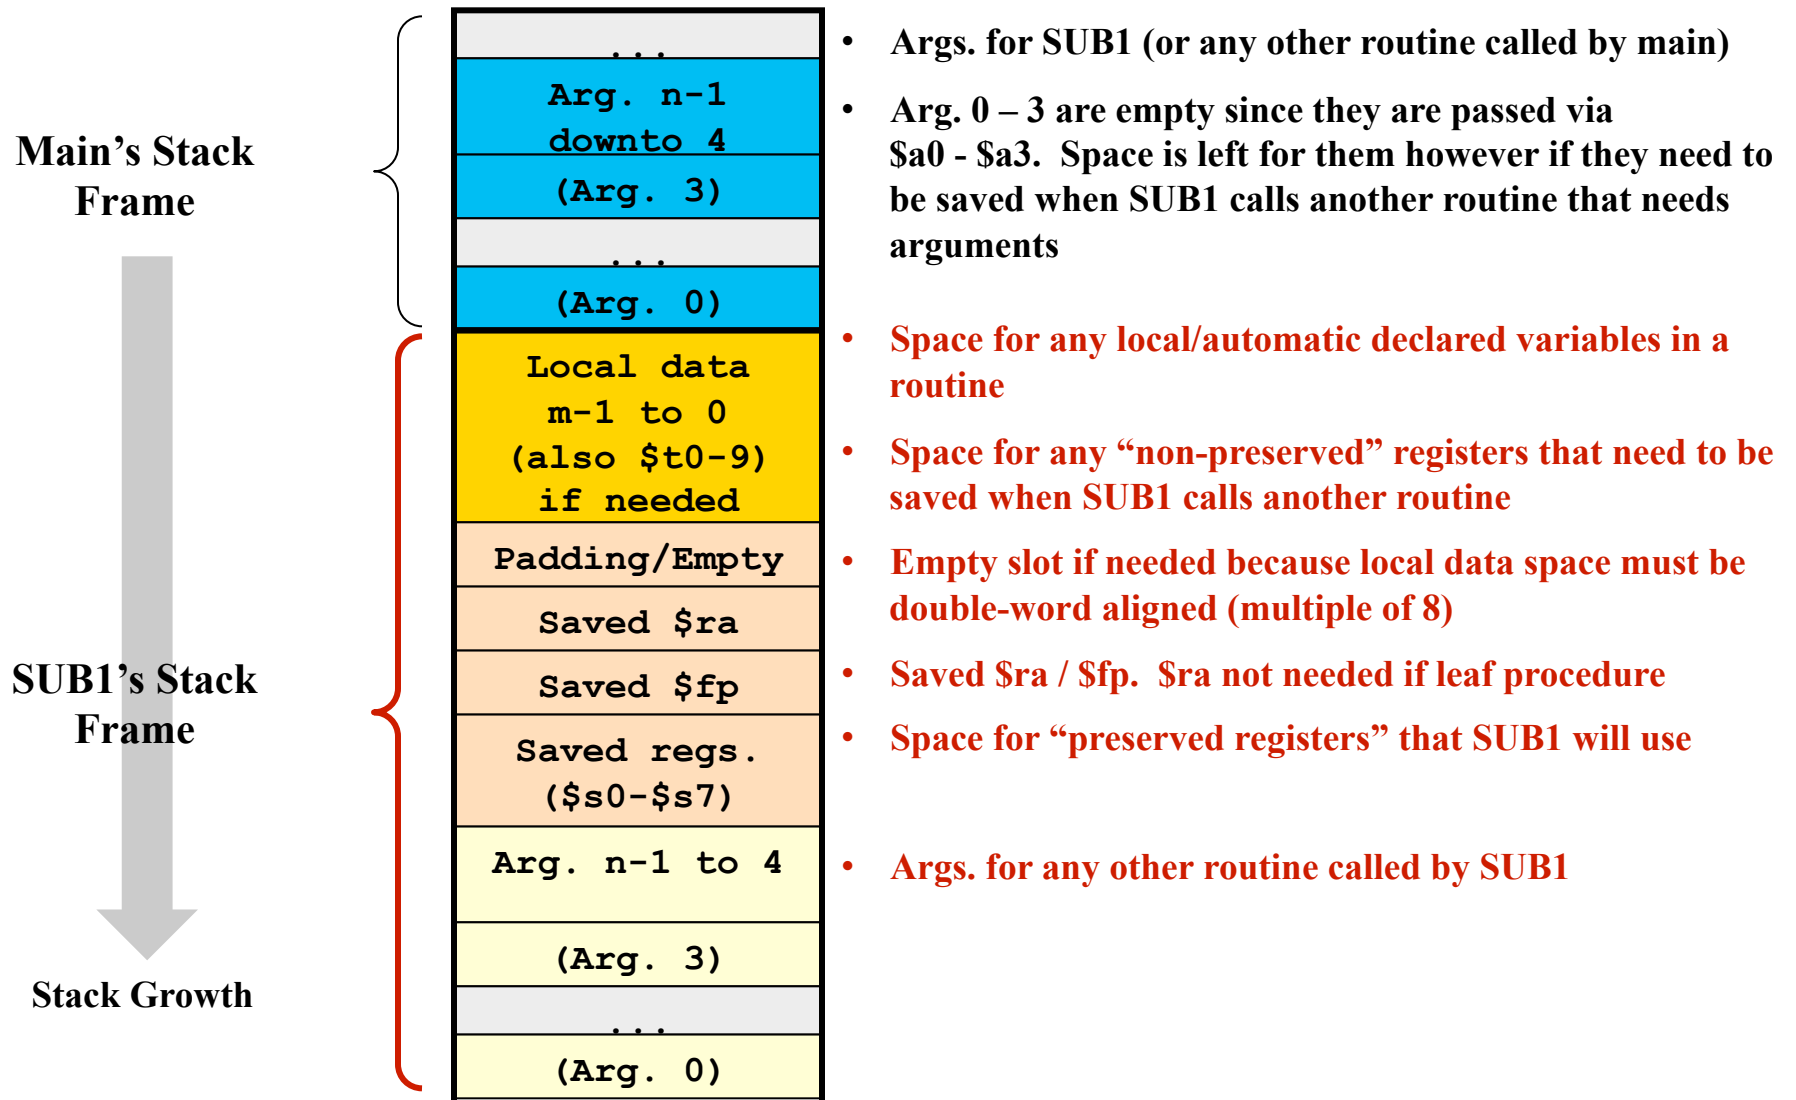 Main's Stack
Frame
SUB1's Stack
Frame
Stack Growth
...
Arg. n-1
downto 4
(Arg. 3)
...
(Arg. 0)
Local data
m-1 to 0
(also $t0-9)
if needed
Padding/Empty
Saved $ra
Saved $fp
Saved regs.
($s0-$s7)
Arg. n-1 to 4
(Arg. 3)
...
(Arg. 0)
• Args. for SUB1 (or any other routine called by main)
• Arg. 0 – 3 are empty since they are passed via
$a0 - $a3.  Space is left for them however if they need to
be saved when SUB1 calls another routine that needs
arguments
• Space for any local/automatic declared variables in a
routine
• Space for any “non-preserved” registers that need to be
saved when SUB1 calls another routine
• Empty slot if needed because local data space must be
double-word aligned (multiple of 8)
• Saved $ra / $fp.  $ra not needed if leaf procedure
• Space for “preserved registers” that SUB1 will use
• Args. for any other routine called by SUB1